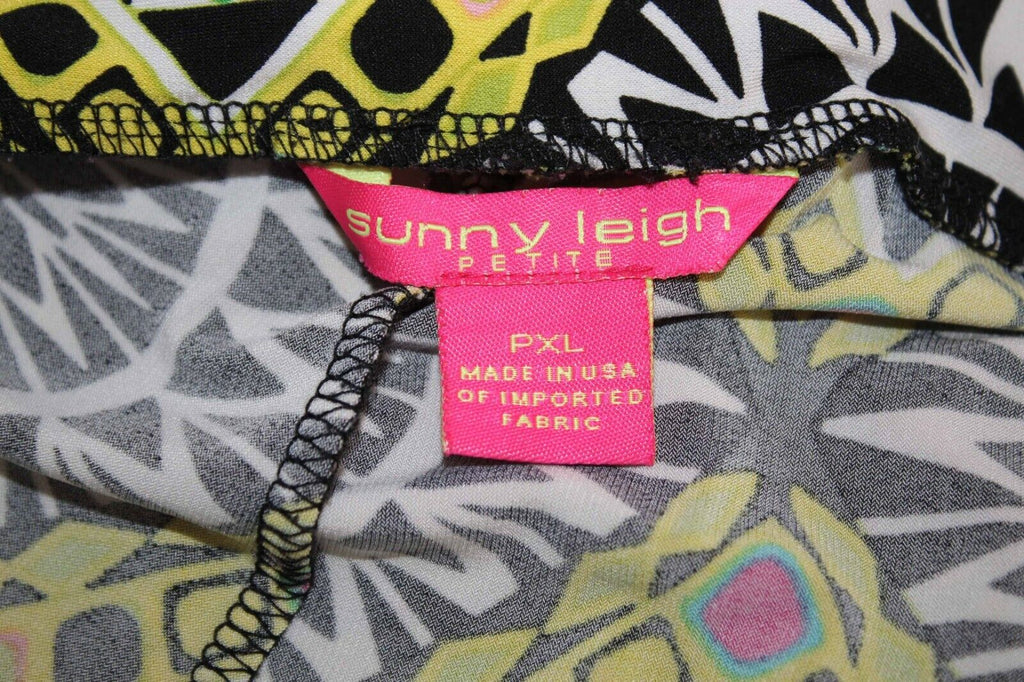 sunny leigh
PETITE
PXL
MADE IN USA
OF IMPORTED
FABRIC